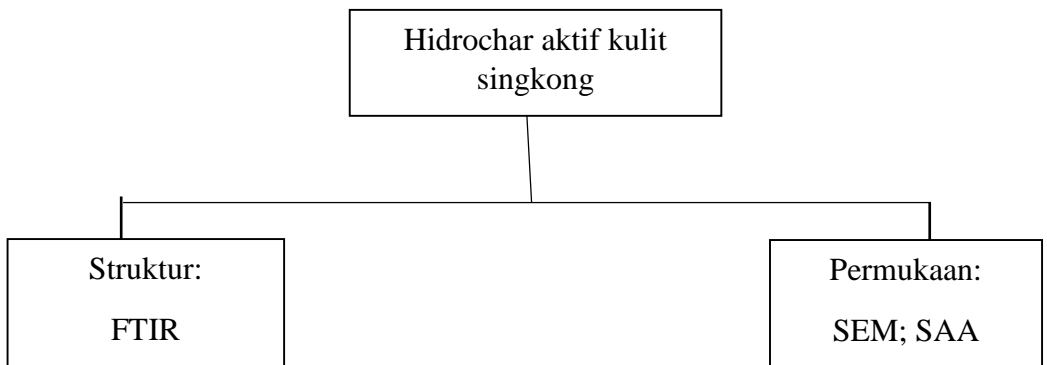 Hidrochar aktif kulit
singkong
Struktur:
FTIR
Permukaan:
SEM; SAA